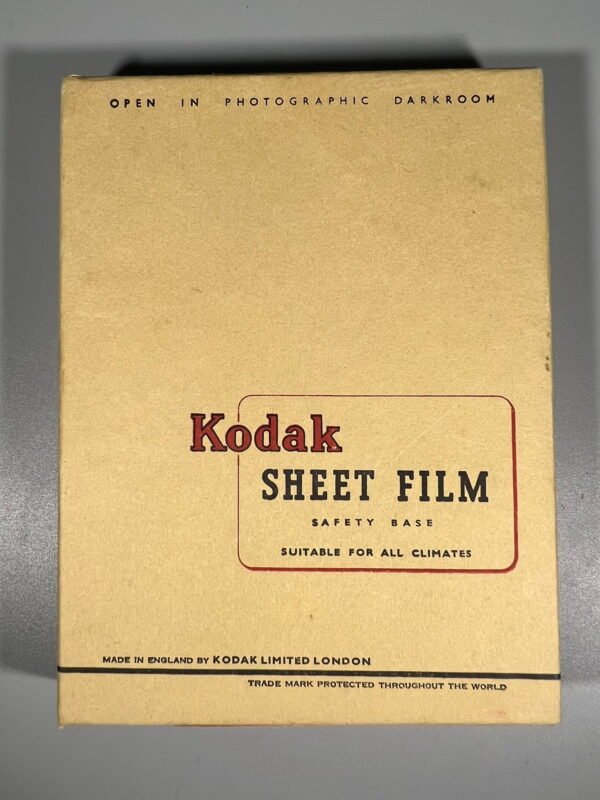 OPEN IN PHOTOGRAPHIC DARKROOM
Kodak
SHEET FILM
SAFETY BASE
SUITABLE FOR ALL CLIMATES
MADE IN ENGLAND BY KODAK LIMITED LONDON
TRADE MARK PROTECTED THROUGHOUT THE WORLD